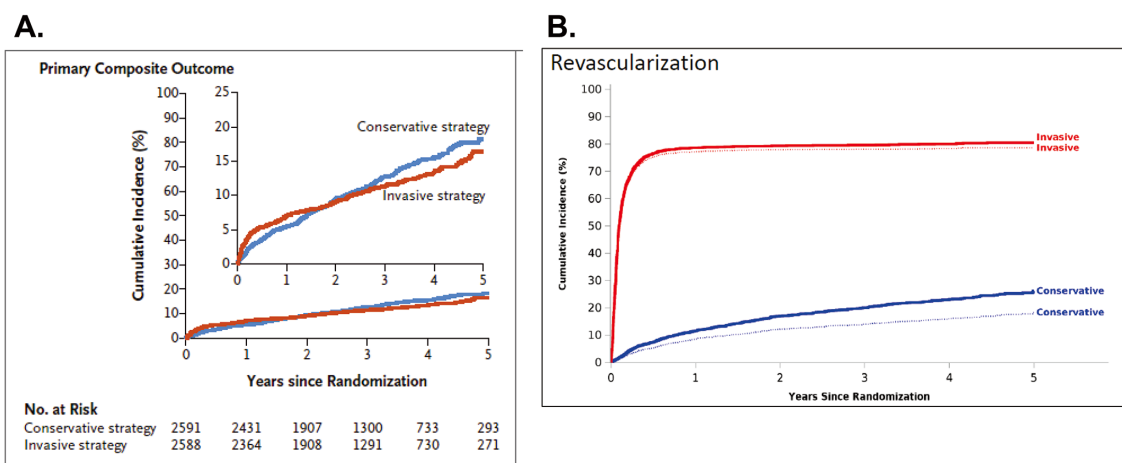 A.
Primary Composite Outcome
Cumulative Incidence (%)
100
90
80
70
60
50
40
30
20
10
0
25
20
15
10
5
0
Conservative strategy
Invasive strategy
0 1 2 3 4 5
0 1 2 3 4 5
Years since Randomization
No. at Risk
Conservative strategy 2591 2431 1907 1300 733 293
Invasive strategy 2588 2364 1908 1291 730 271
B.
Revascularization
Cumulative Incidence (%)
100
90
80
70
60
50
40
30
20
10
0
Invasive
Invasive
Conservative
Conservative
0 1 2 3 4 5
Years Since Randomization